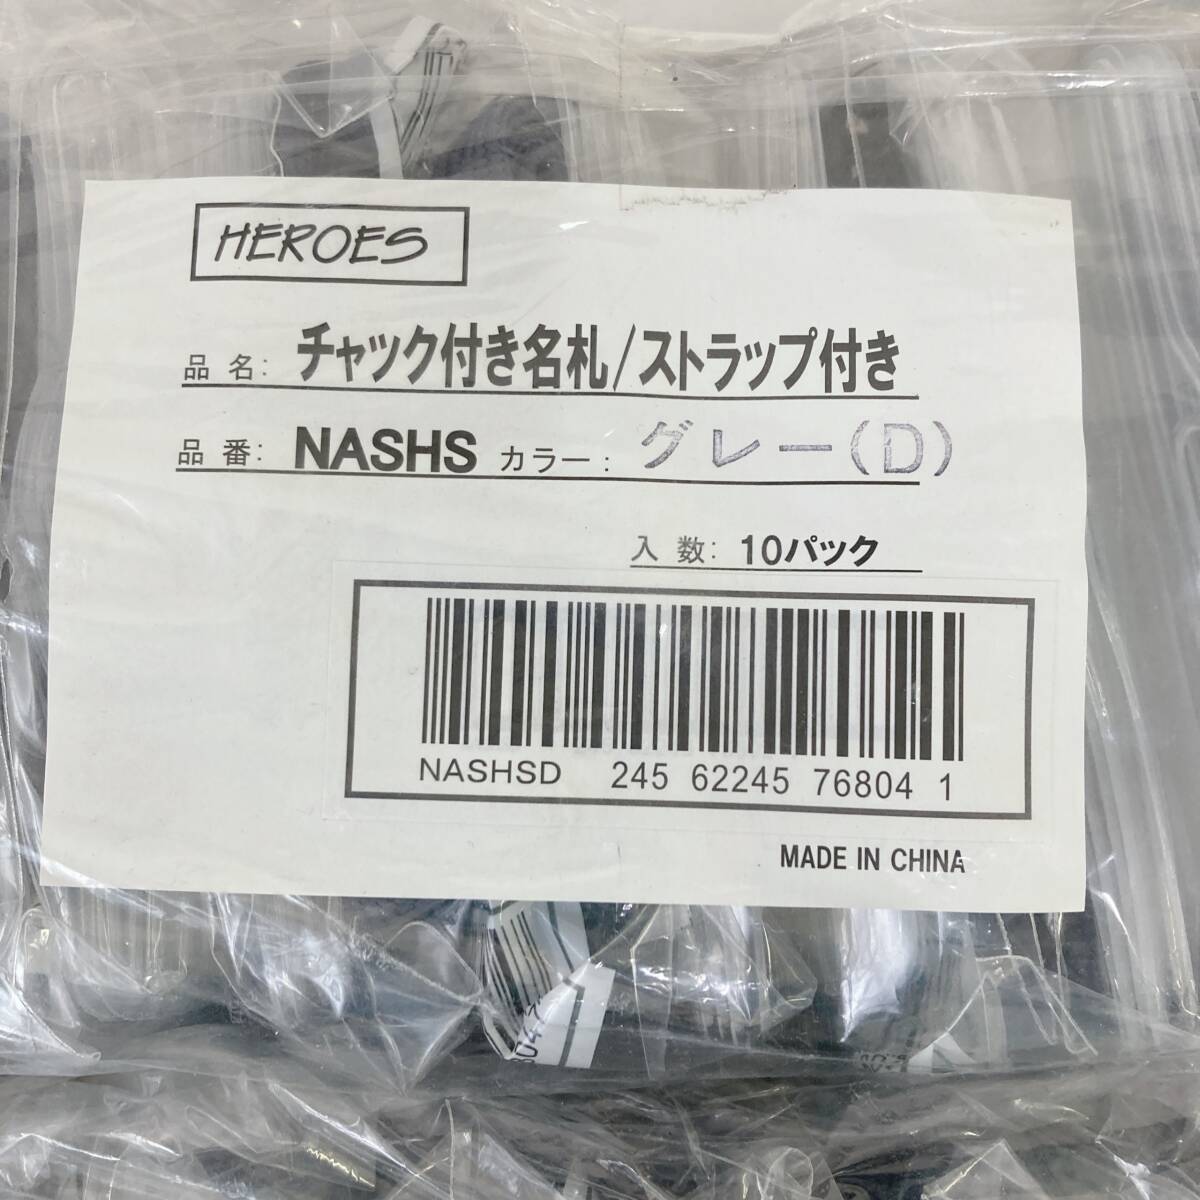 HEROES
品名: チャック付き名札/ストラップ付き
品番: NASHS カラー: グレー(D)
入数: 10パック
NASHSD 245 62245 76804 1
MADE IN CHINA